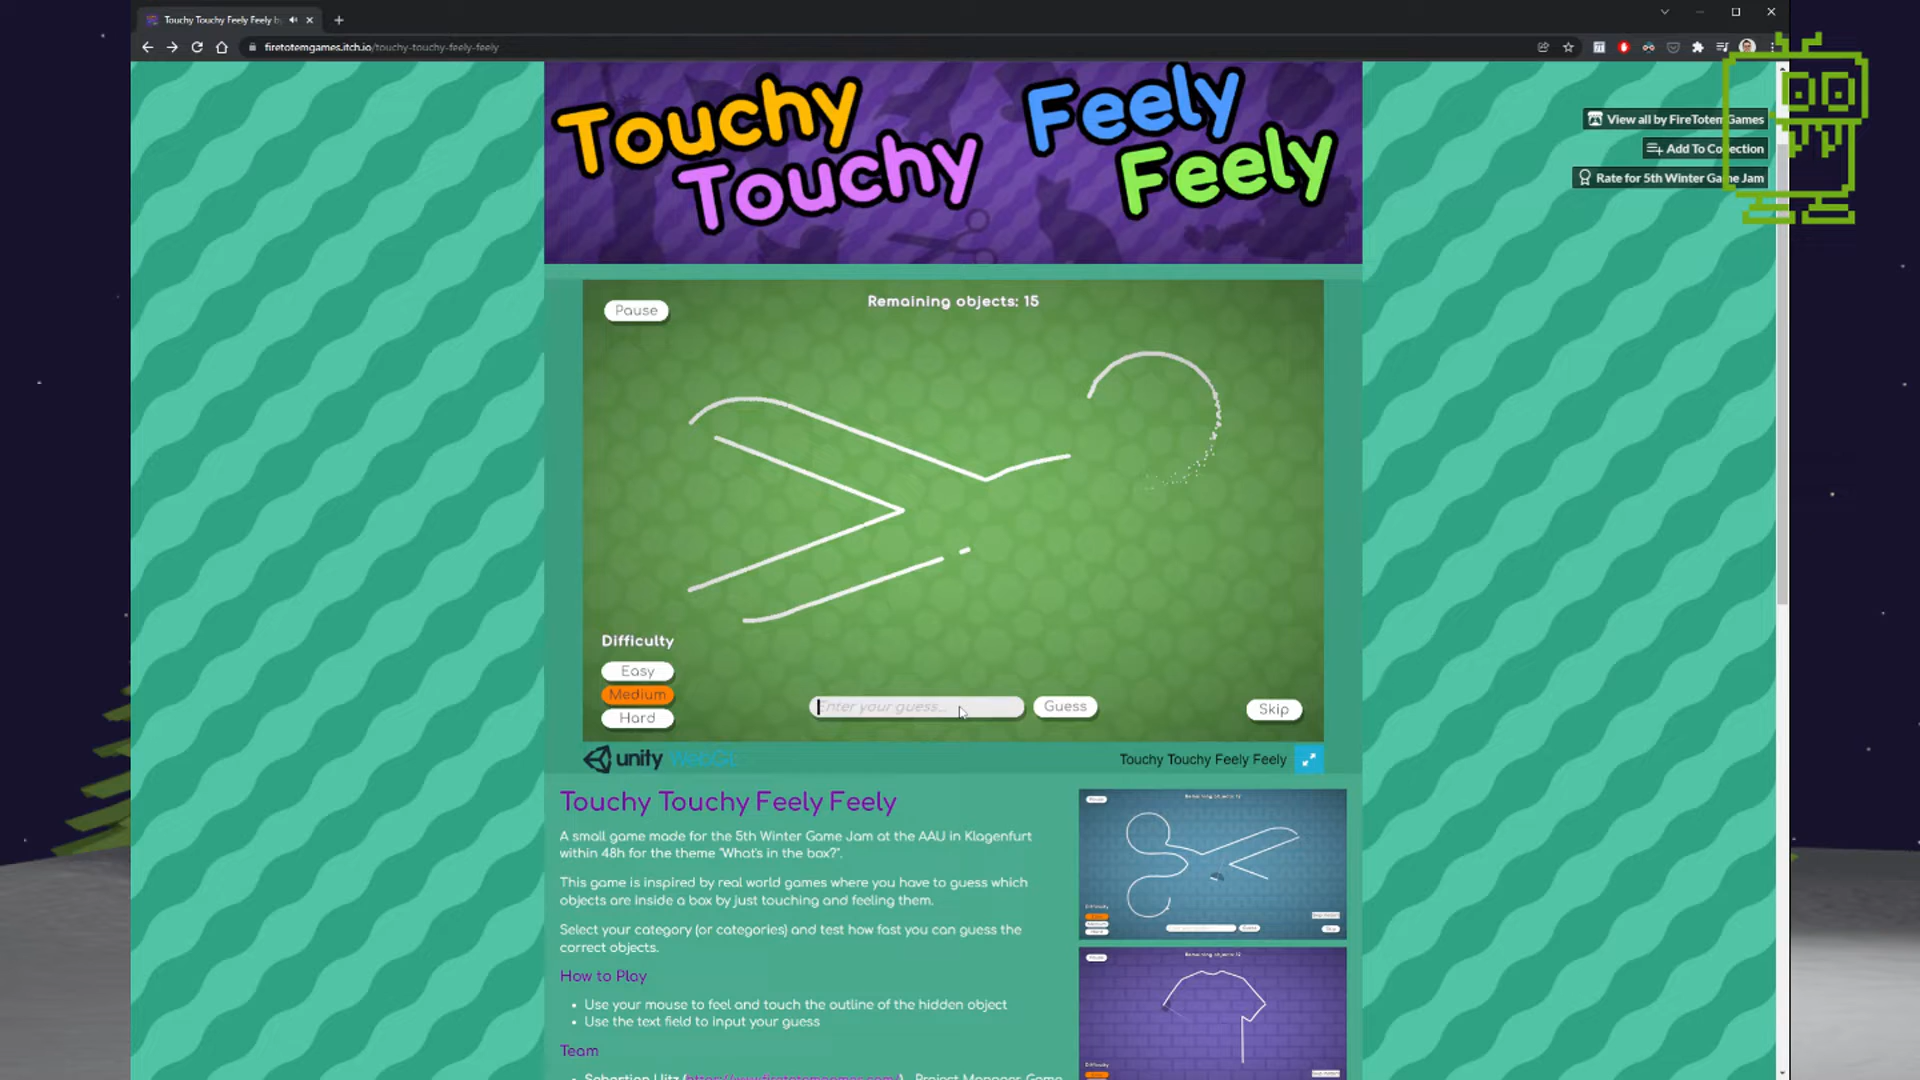 Touchy Touchy Feely Feely b
firetotemgames.itch.io/touchy-touchy-feely-feely
Touchy Touchy Feely Feely
View all by FireTotemGames
Add To Collection
Rate for 5th Winter Game Jam
Pause
Remaining objects: 15
Difficulty
Easy
Medium
Hard
Enter your guess...
Guess
Skip
unity WebGL
Touchy Touchy Feely Feely
Touchy Touchy Feely Feely
A small game made for the 5th Winter Game Jam at the AAU in Klagenfurt
within 48h for the theme "What's in the box?".
This game is inspired by real world games where you have to guess which
objects are inside a box by just touching and feeling them.
Select your category (or categories) and test how fast you can guess the
correct objects.
How to Play
Use your mouse to feel and touch the outline of the hidden object
Use the text field to input your guess
Team